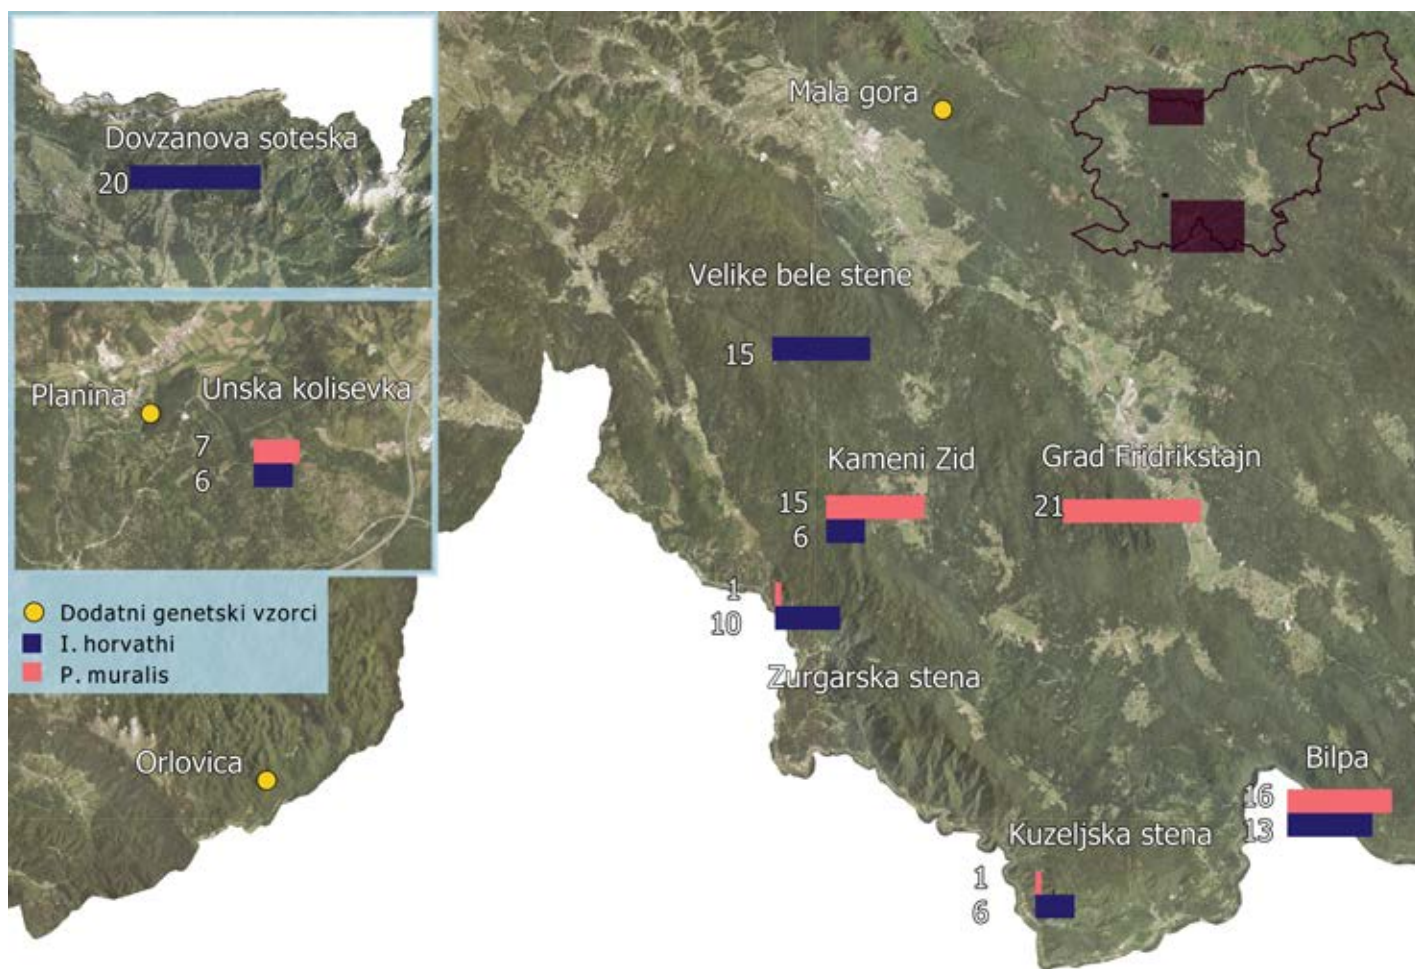 Dovzanova soteska
20
Planina
Unska kolisevka
7
6
Dodatni genetski vzorci
I. horvathi
P. muralis
Orlovica
Mala gora
Velike bele stene
15
Kameni Zid
15
6
Grad Fridrikstajn
21
1
10
Zurgarska stena
Bilpa
16
13
Kuzeljska stena
1
6